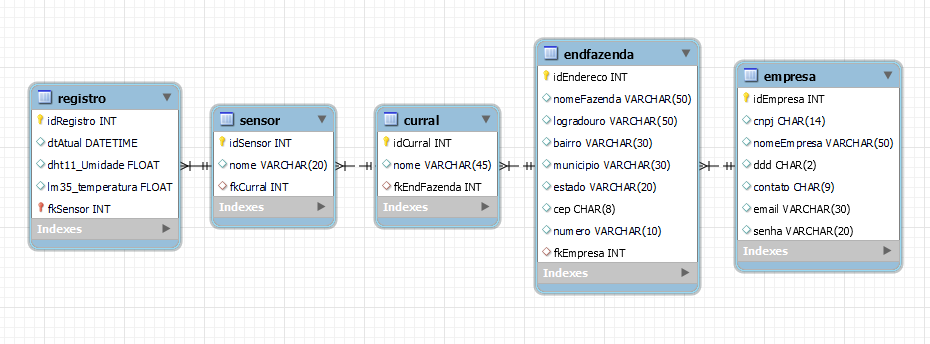 registro
idRegistro INT
dtAtual DATETIME
dht11_Umidade FLOAT
lm35_temperatura FLOAT
fkSensor INT
Indexes
sensor
idSensor INT
nome VARCHAR(20)
fkCurral INT
Indexes
curral
idCurral INT
nome VARCHAR(45)
fkEndFazenda INT
Indexes
endfazenda
idEndereco INT
nomeFazenda VARCHAR(50)
logradouro VARCHAR(50)
bairro VARCHAR(30)
municipio VARCHAR(30)
estado VARCHAR(20)
cep CHAR(8)
numero VARCHAR(10)
fkEmpresa INT
Indexes
empresa
idEmpresa INT
cnpj CHAR(14)
nomeEmpresa VARCHAR(50)
ddd CHAR(2)
contato CHAR(9)
email VARCHAR(30)
senha VARCHAR(20)
Indexes